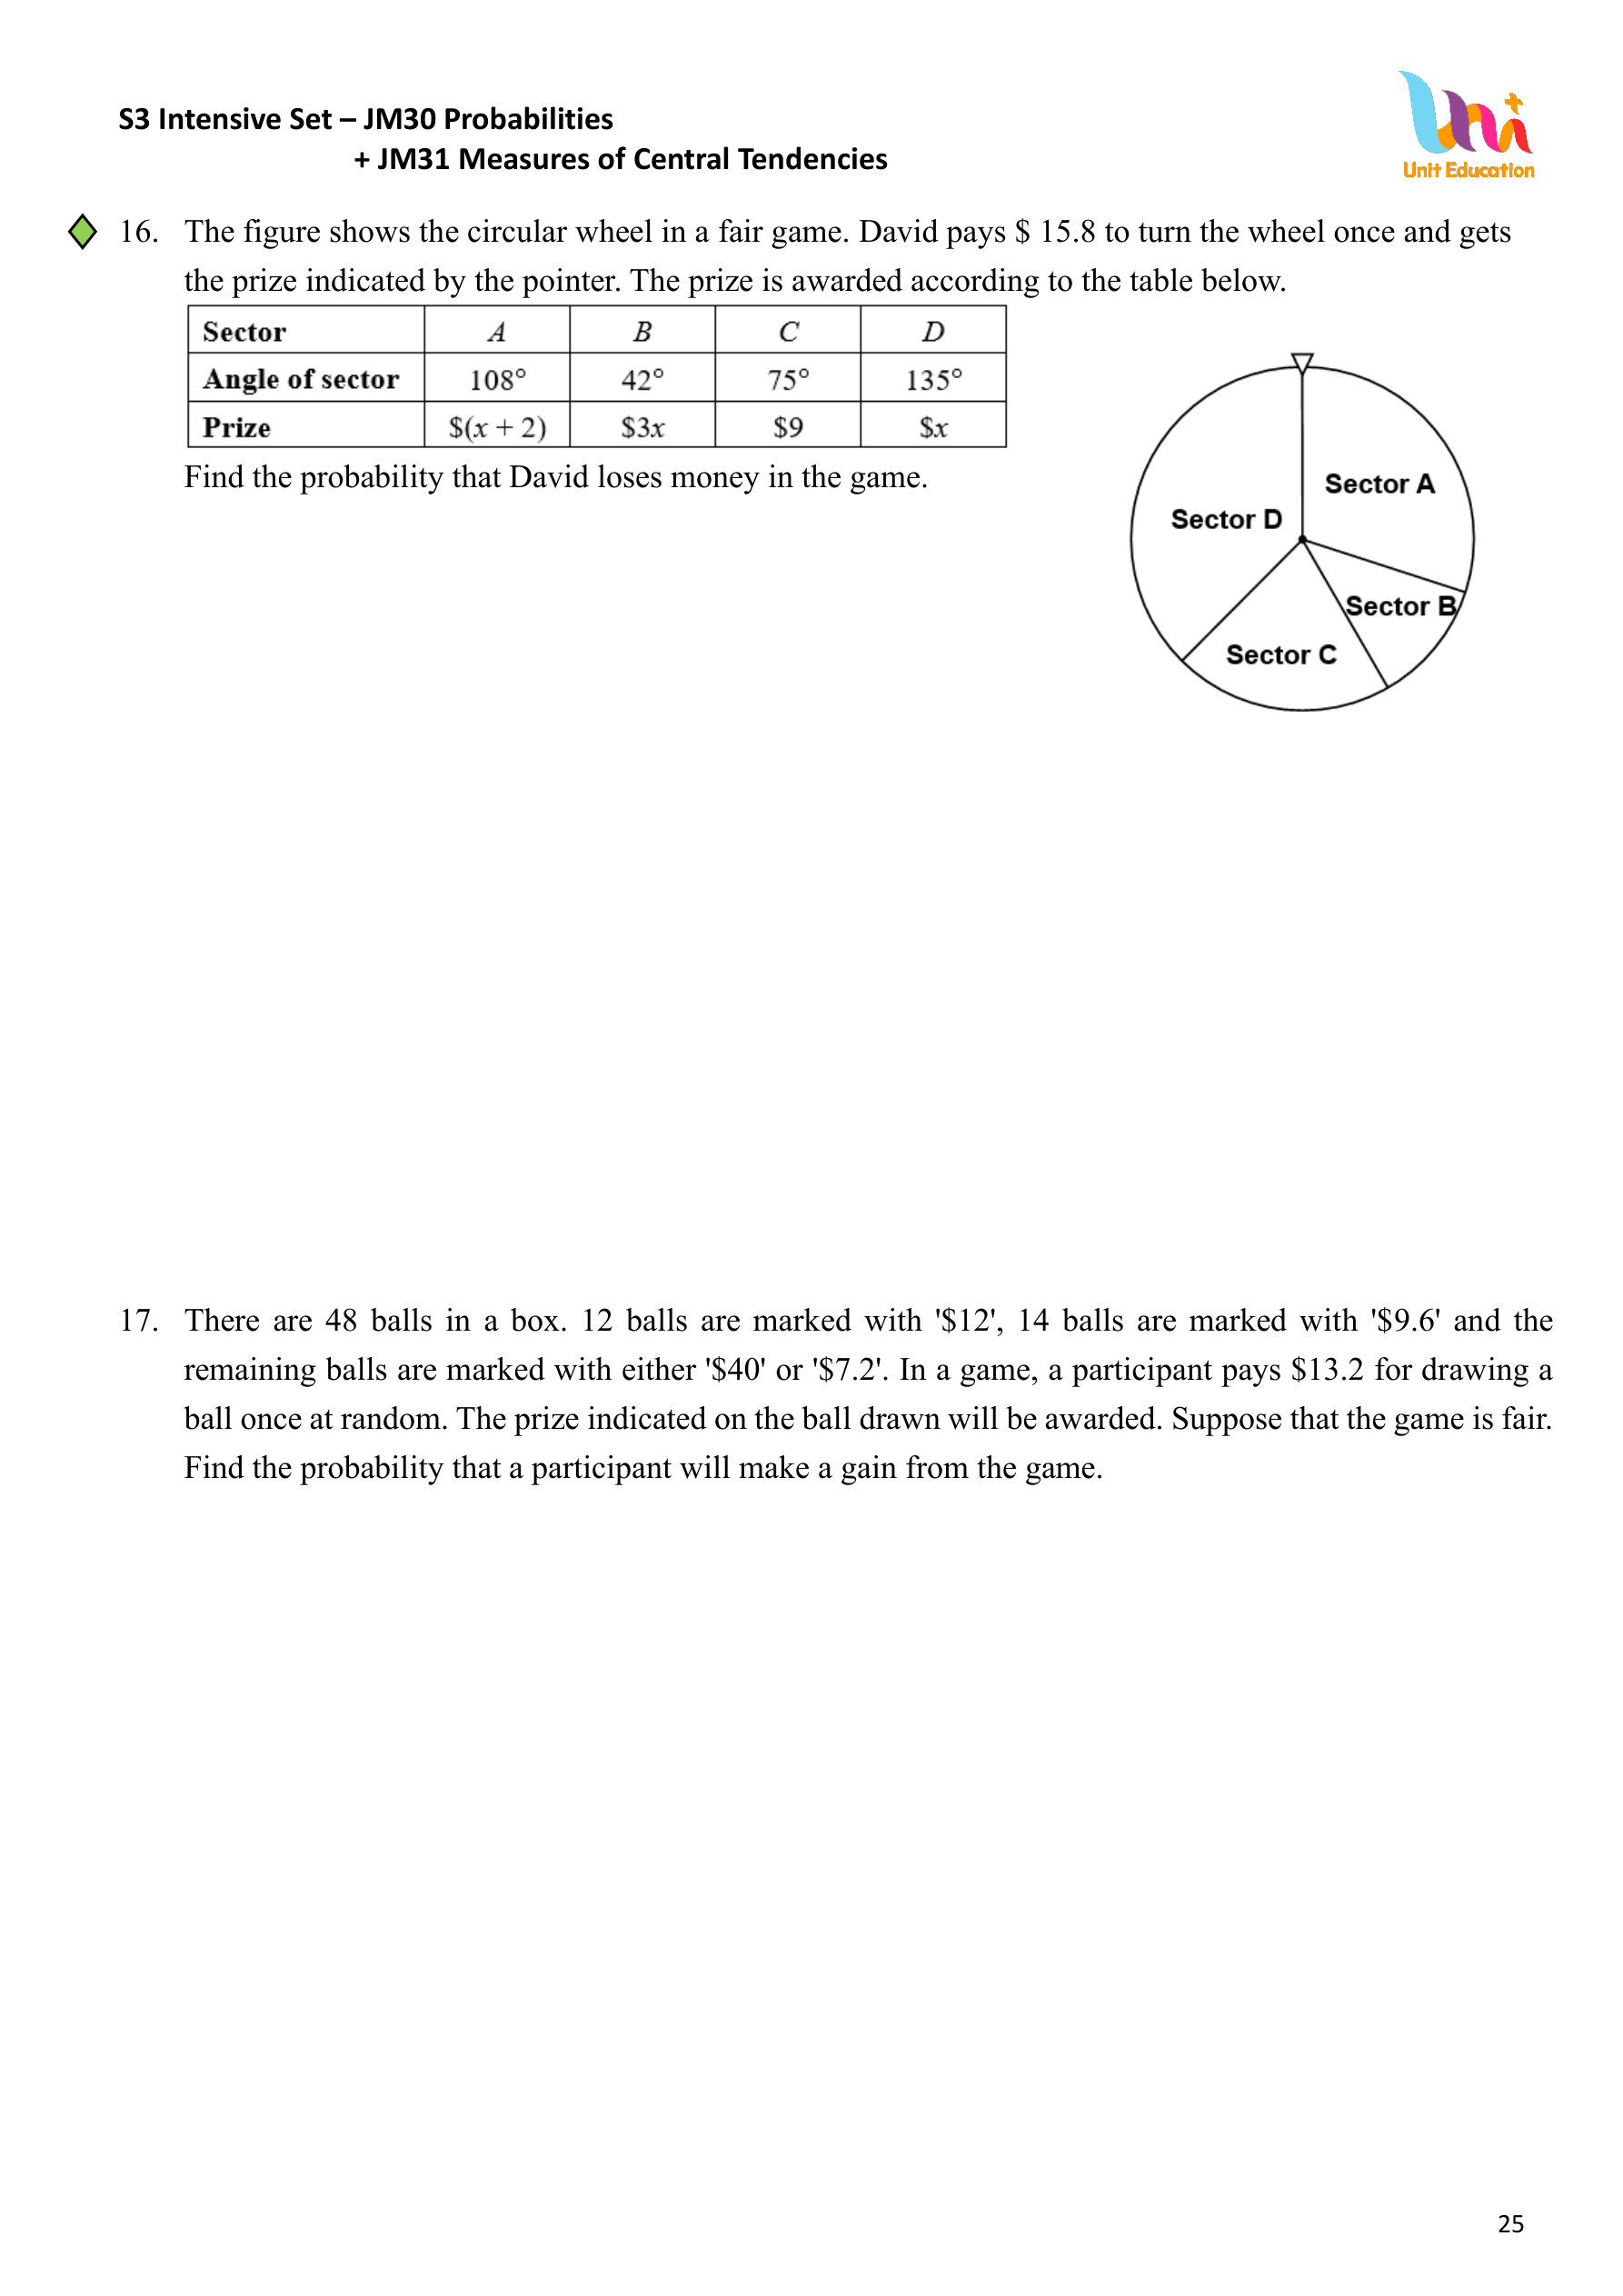 S3 Intensive Set – JM30 Probabilities
+ JM31 Measures of Central Tendencies
Unit Education
16. The figure shows the circular wheel in a fair game. David pays $ 15.8 to turn the wheel once and gets
the prize indicated by the pointer. The prize is awarded according to the table below.
Sector A B C D
Angle of sector 108° 42° 75° 135°
Prize $(x + 2) $3x $9 $x
Find the probability that David loses money in the game.
Sector A
Sector D
Sector B
Sector C
17. There are 48 balls in a box. 12 balls are marked with '$12', 14 balls are marked with '$9.6' and the
remaining balls are marked with either '$40' or '$7.2'. In a game, a participant pays $13.2 for drawing a
ball once at random. The prize indicated on the ball drawn will be awarded. Suppose that the game is fair.
Find the probability that a participant will make a gain from the game.
25